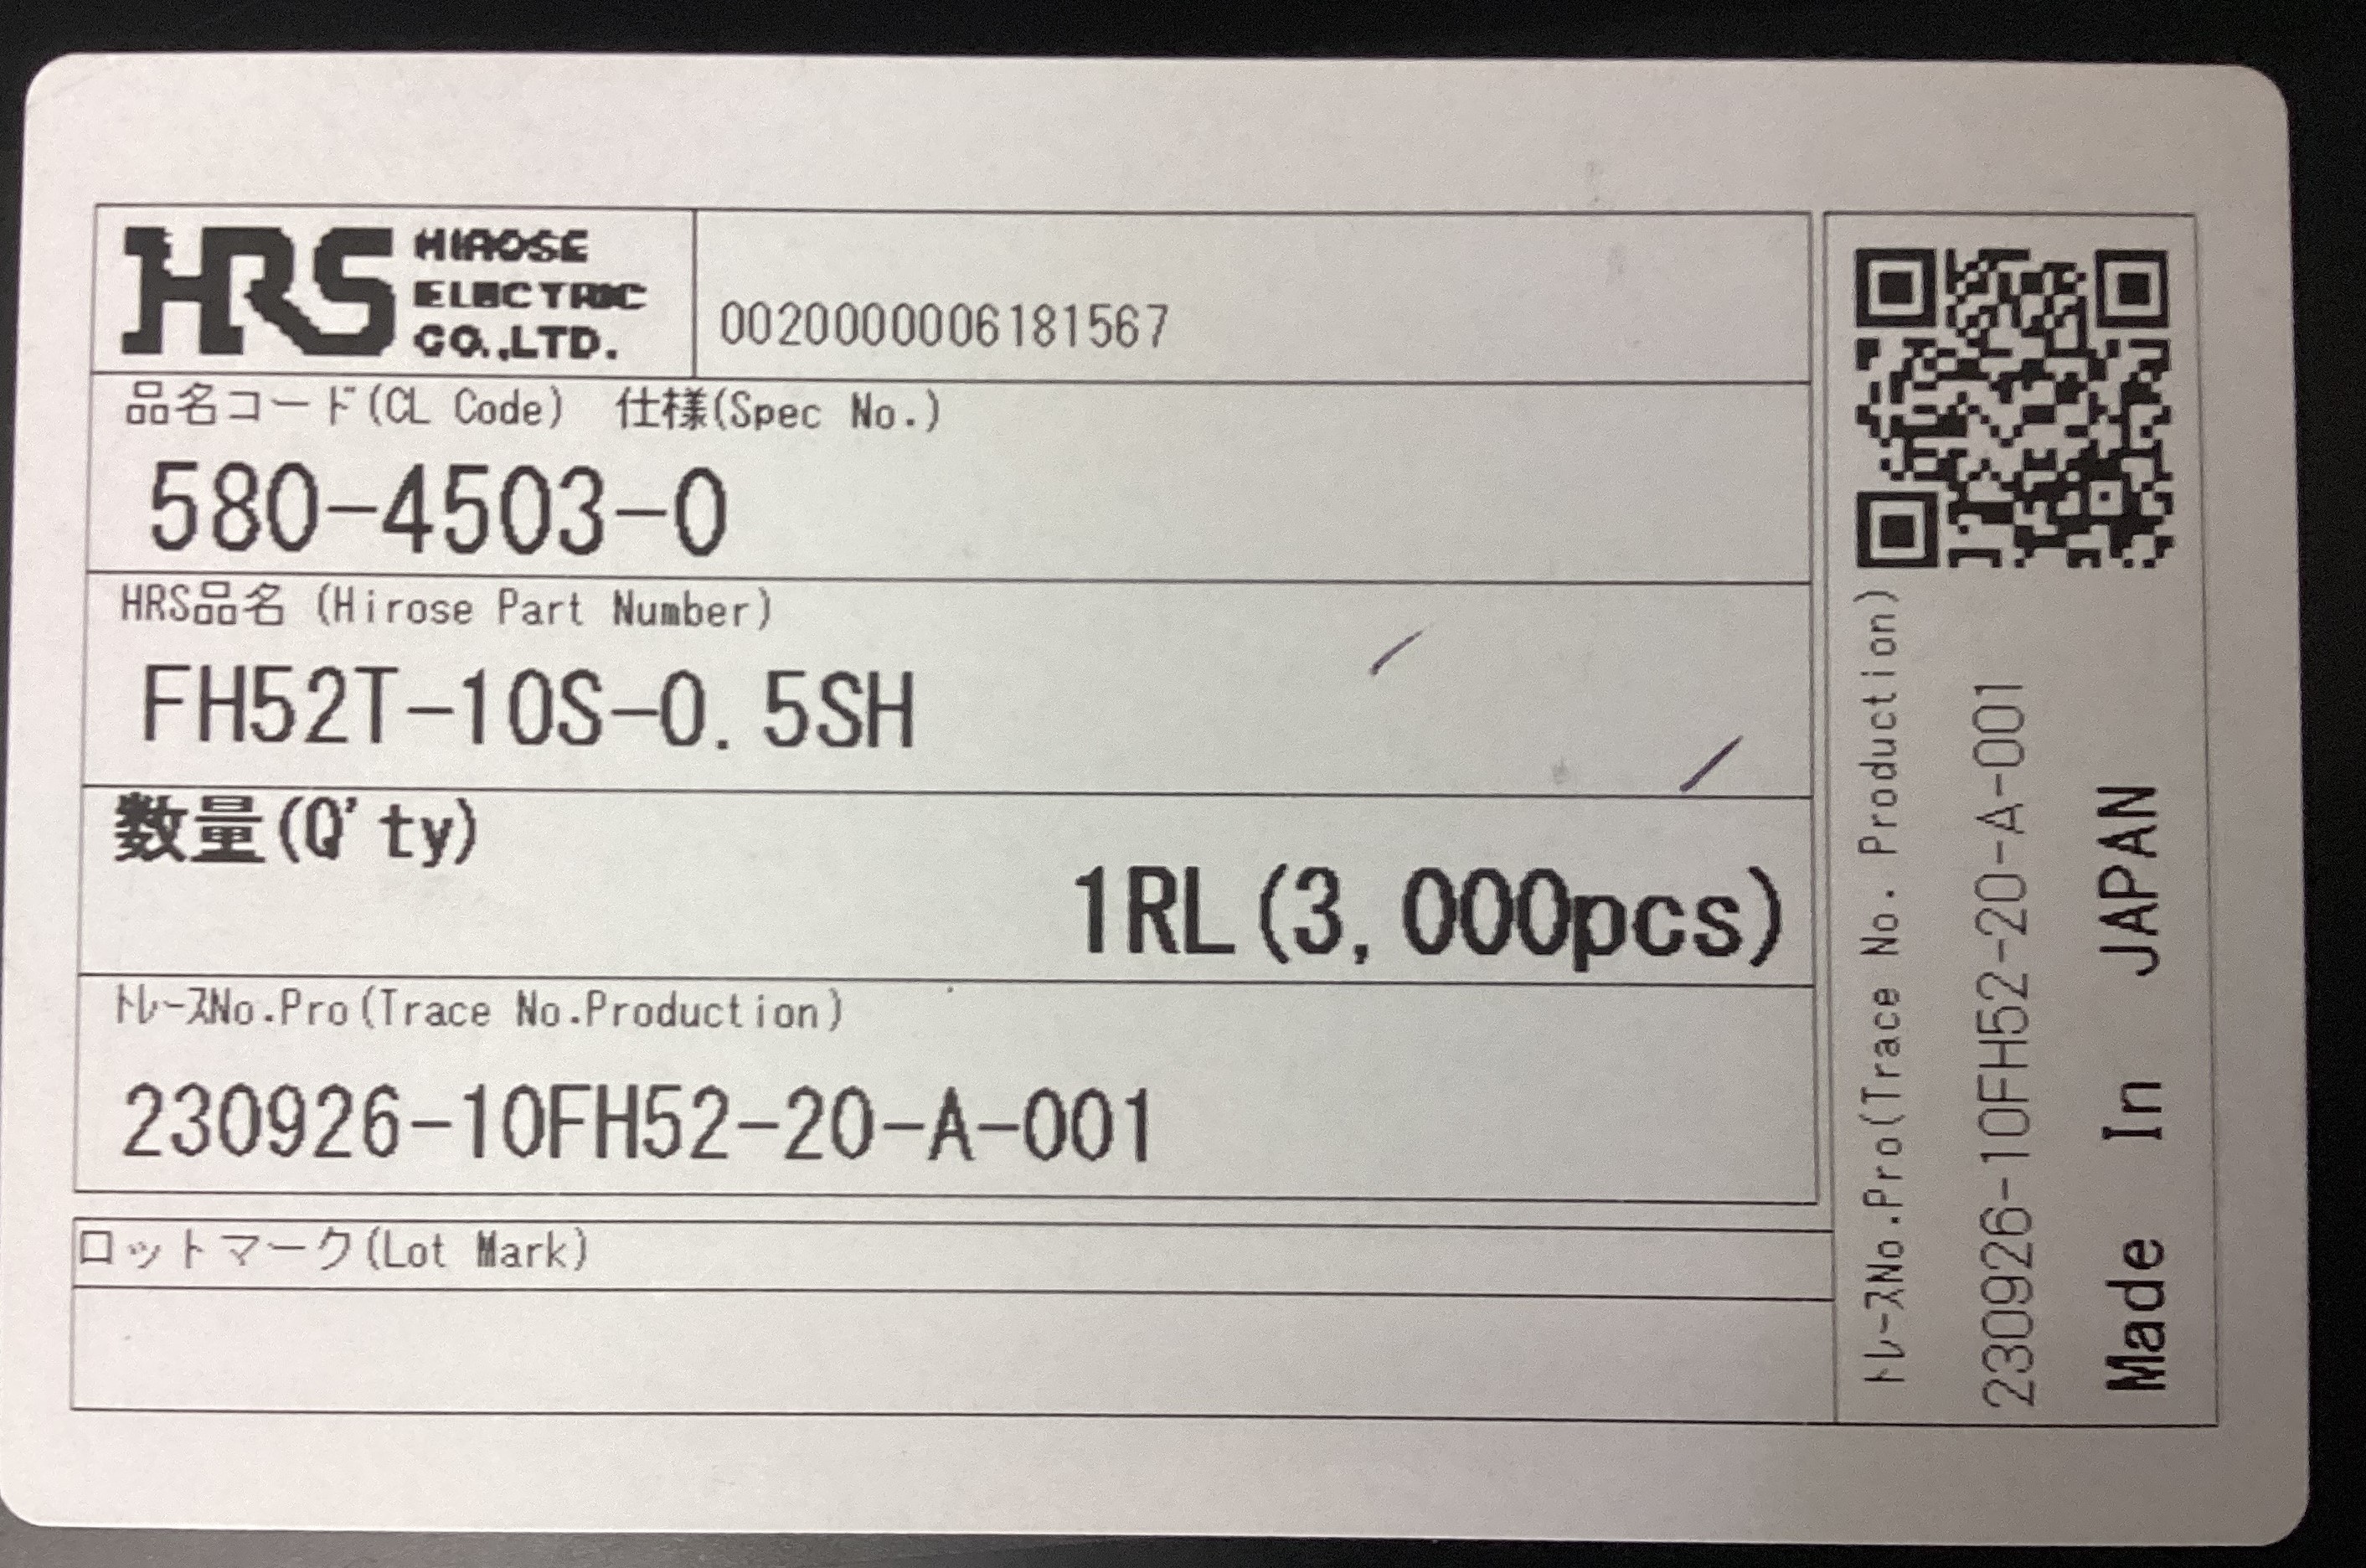 HRS HIROSE
ELECTRIC
CO.,LTD.
0020000006181567
品名コード(CL Code) 仕様(Spec No.)
580-4503-0
HRS品名 (Hirose Part Number)
FH52T-10S-0.5SH
数量(Q'ty)
1RL(3,000pcs)
ﾄﾚｰｽNo.Pro(Trace No.Production)
230926-10FH52-20-A-001
ロットマーク(Lot Mark)
ﾄﾚｰｽNo.Pro(Trace No. Production)
230926-10FH52-20-A-001
Made In JAPAN